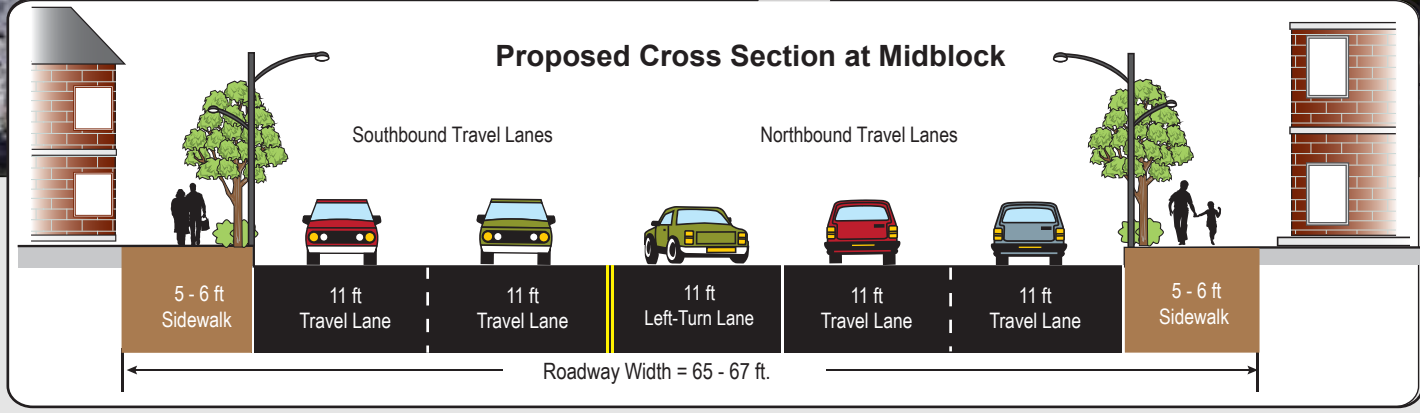 Proposed Cross Section at Midblock
Southbound Travel Lanes
Northbound Travel Lanes
5 - 6 ft
Sidewalk
11 ft
Travel Lane
11 ft
Travel Lane
11 ft
Left-Turn Lane
11 ft
Travel Lane
11 ft
Travel Lane
5 - 6 ft
Sidewalk
Roadway Width = 65 - 67 ft.